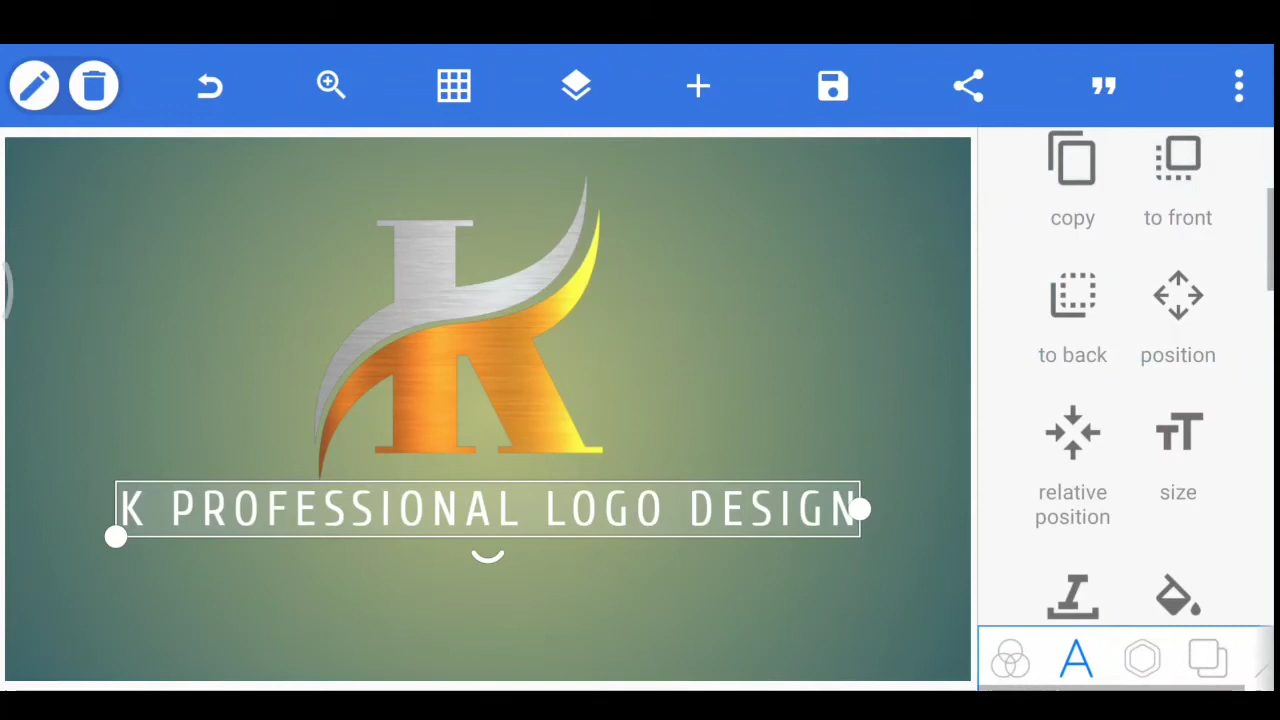 K
K PROFESSIONAL LOGO DESIGN
copy
to front
to back
position
relative
position
size